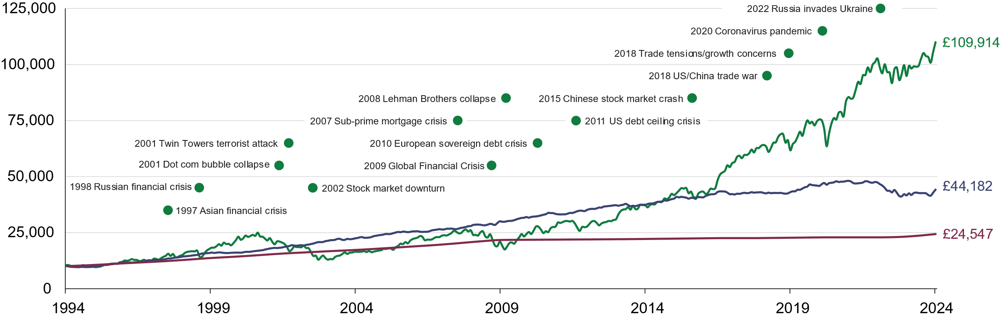 125,000
2022 Russia invades Ukraine
2020 Coronavirus pandemic
£109,914
2018 Trade tensions/growth concerns
100,000
2018 US/China trade war
2008 Lehman Brothers collapse
2015 Chinese stock market crash
75,000
2007 Sub-prime mortgage crisis
2011 US debt ceiling crisis
2001 Twin Towers terrorist attack
2010 European sovereign debt crisis
2001 Dot com bubble collapse
2009 Global Financial Crisis
50,000
1998 Russian financial crisis
2002 Stock market downturn
£44,182
1997 Asian financial crisis
25,000
£24,547
0
1994 1999 2004 2009 2014 2019 2024